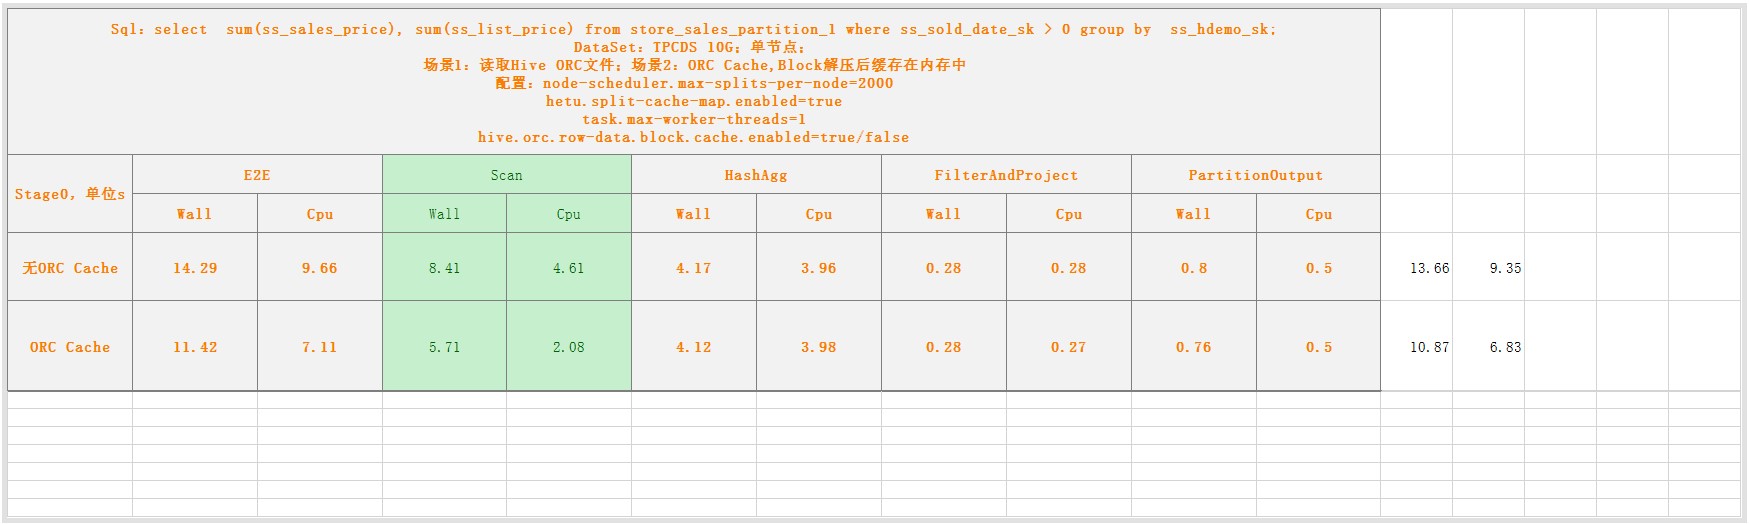 Sql: select  sum(ss_sales_price), sum(ss_list_price) from store_sales_partition_1 where ss_sold_date_sk > 0 group by  ss_hdemo_sk;
DataSet: TPCDS 10G; 单节点;
场景1: 读取Hive ORC文件; 场景2: ORC Cache,Block解压后缓存在内存中
配置: node-scheduler.max-splits-per-node=2000
hetu.split-cache-map.enabled=true
task.max-worker-threads=1
hive.orc.row-data.block.cache.enabled=true/false
Stage0, 单位s E2E Scan HashAgg FilterAndProject PartitionOutput
Wall Cpu Wall Cpu Wall Cpu Wall Cpu Wall Cpu
无ORC Cache 14.29 9.66 8.41 4.61 4.17 3.96 0.28 0.28 0.8 0.5 13.66 9.35
ORC Cache 11.42 7.11 5.71 2.08 4.12 3.98 0.28 0.27 0.76 0.5 10.87 6.83